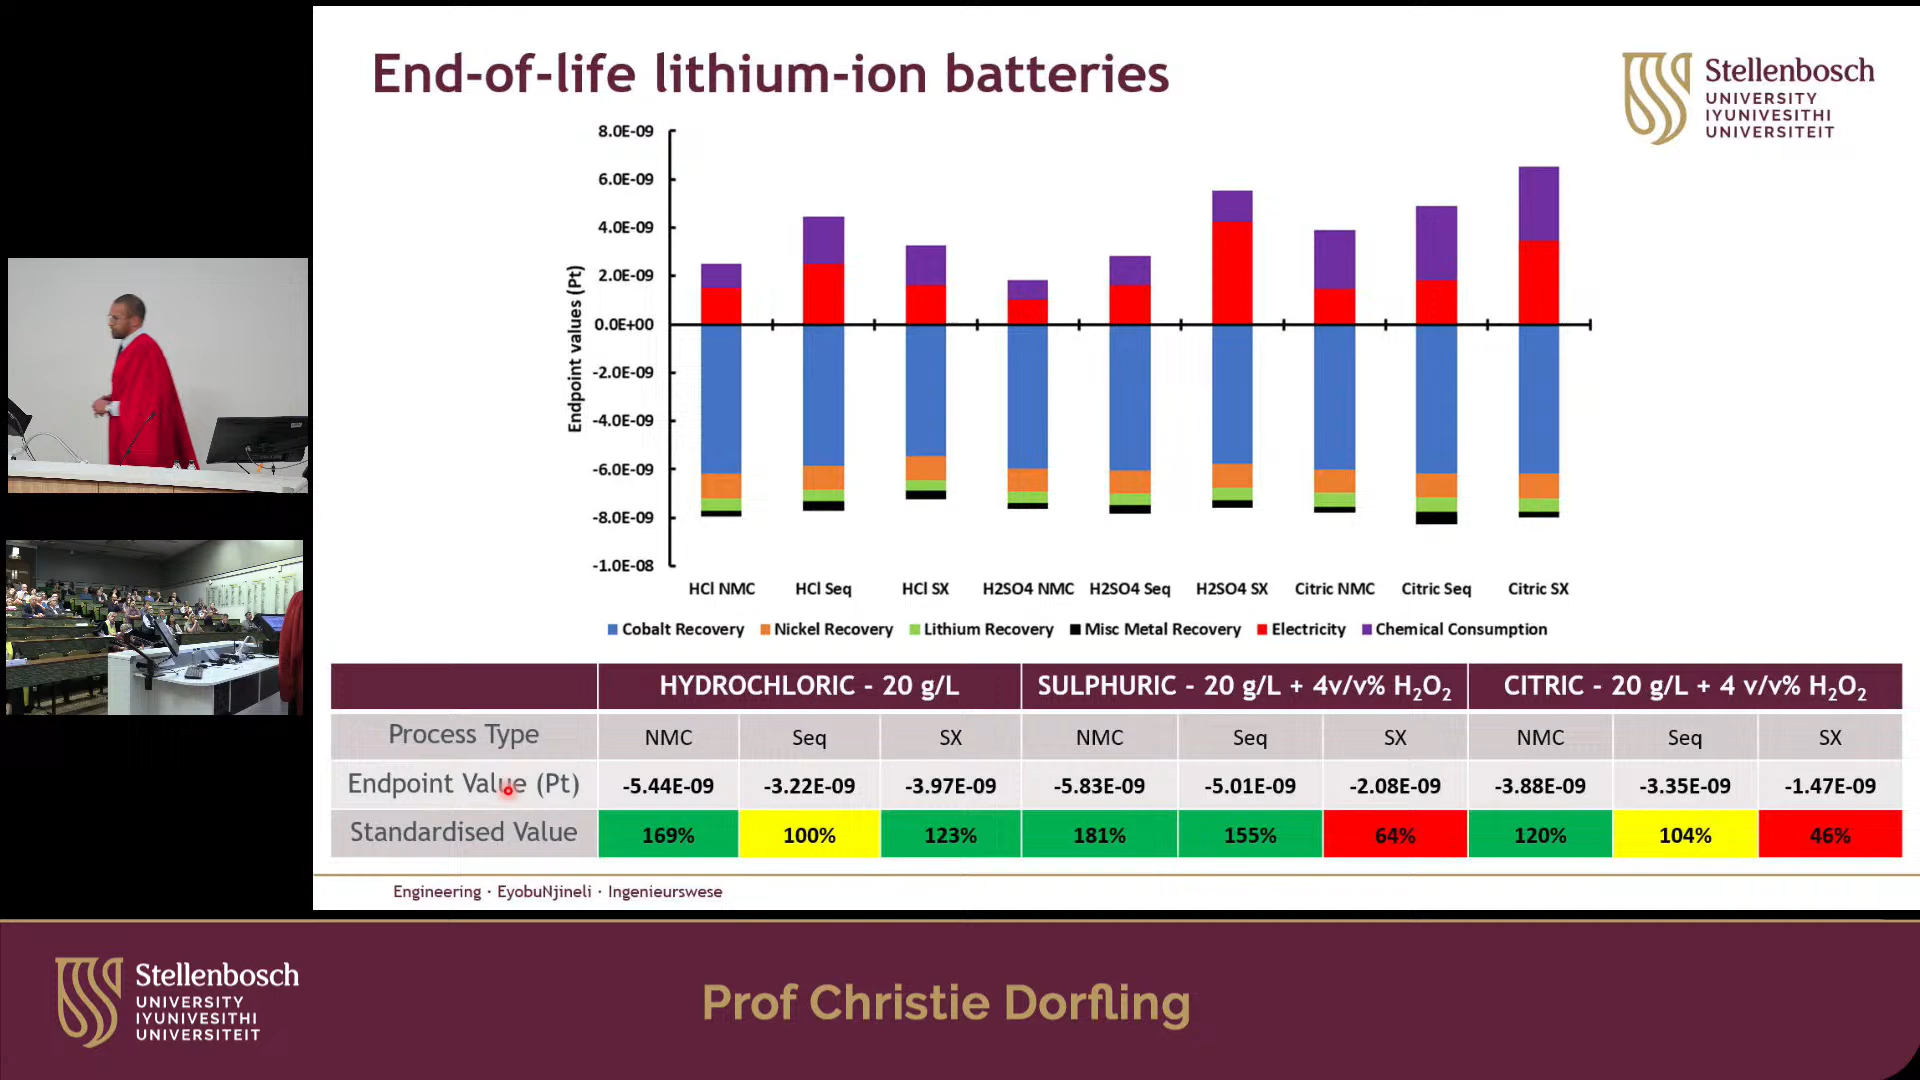 End-of-life lithium-ion batteries
Stellenbosch
UNIVERSITY
IYUNIVESITHI
UNIVERSITEIT
Endpoint values (Pt)
8.0E-09
6.0E-09
4.0E-09
2.0E-09
0.0E+00
-2.0E-09
-4.0E-09
-6.0E-09
-8.0E-09
-1.0E-08
HCl NMC HCl Seq HCl SX H2SO4 NMC H2SO4 Seq H2SO4 SX Citric NMC Citric Seq Citric SX
Cobalt Recovery Nickel Recovery Lithium Recovery Misc Metal Recovery Electricity Chemical Consumption
HYDROCHLORIC - 20 g/L SULPHURIC - 20 g/L + 4v/v% H₂O₂ CITRIC - 20 g/L + 4 v/v% H₂O₂
Process Type NMC Seq SX NMC Seq SX NMC Seq SX
Endpoint Value (Pt) -5.44E-09 -3.22E-09 -3.97E-09 -5.83E-09 -5.01E-09 -2.08E-09 -3.88E-09 -3.35E-09 -1.47E-09
Standardised Value 169% 100% 123% 181% 155% 64% 120% 104% 46%
Engineering · EyobuNjineli · Ingenieurswese
Stellenbosch
UNIVERSITY
IYUNIVESITHI
UNIVERSITEIT
Prof Christie Dorfling